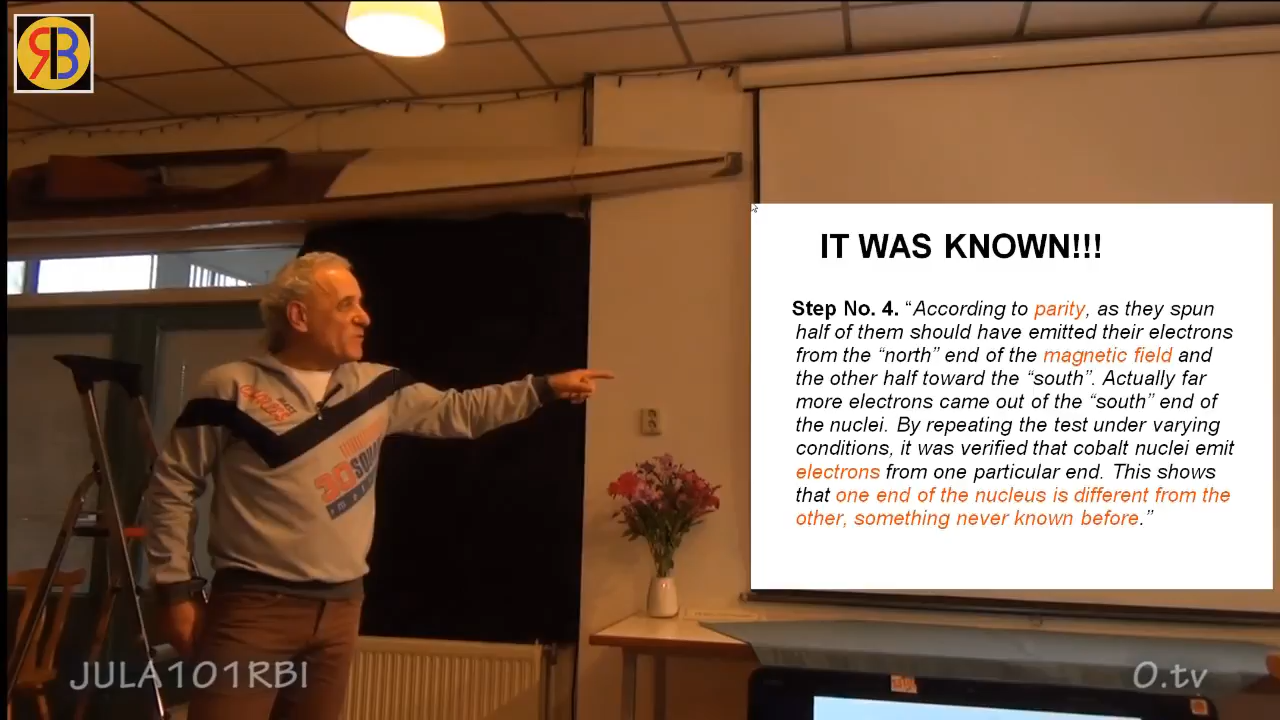 RB
IT WAS KNOWN!!!
Step No. 4. “According to parity, as they spun
half of them should have emitted their electrons
from the “north” end of the magnetic field and
the other half toward the “south”. Actually far
more electrons came out of the “south” end of
the nuclei. By repeating the test under varying
conditions, it was verified that cobalt nuclei emit
electrons from one particular end. This shows
that one end of the nucleus is different from the
other, something never known before.”
JULA101RBI
O.tv